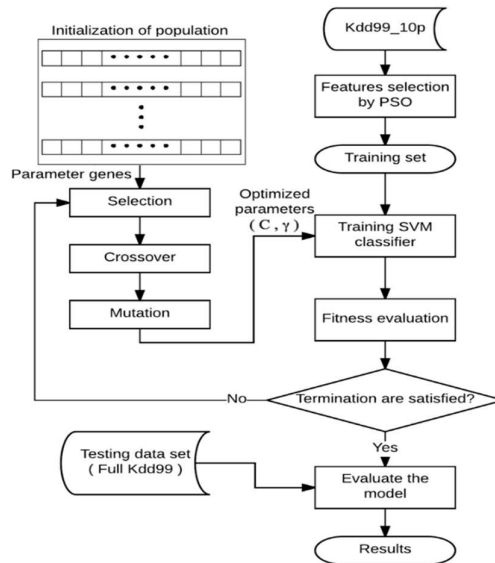 Initialization of population
Parameter genes
Selection
Crossover
Mutation
Kdd99_10p
Features selection
by PSO
Training set
Optimized
parameters
( C , γ )
Training SVM
classifier
Fitness evaluation
Termination are satisfied?
No
Yes
Testing data set
( Full Kdd99 )
Evaluate the
model
Results